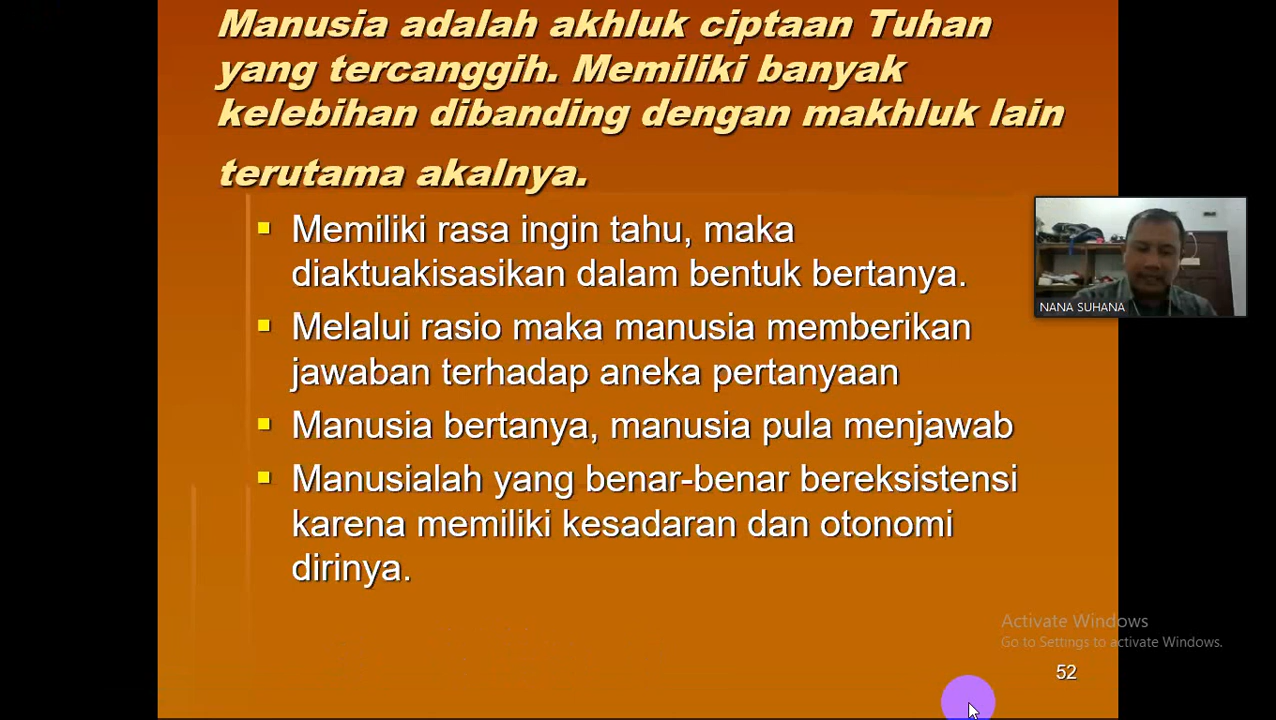 Manusia adalah akhluk ciptaan Tuhan
yang tercanggih. Memiliki banyak
kelebihan dibanding dengan makhluk lain
terutama akalnya.
Memiliki rasa ingin tahu, maka
diaktuakisasikan dalam bentuk bertanya.
Melalui rasio maka manusia memberikan
jawaban terhadap aneka pertanyaan
Manusia bertanya, manusia pula menjawab
Manusialah yang benar-benar bereksistensi
karena memiliki kesadaran dan otonomi
dirinya.
NANA SUHANA
Activate Windows
Go to Settings to activate Windows.
52